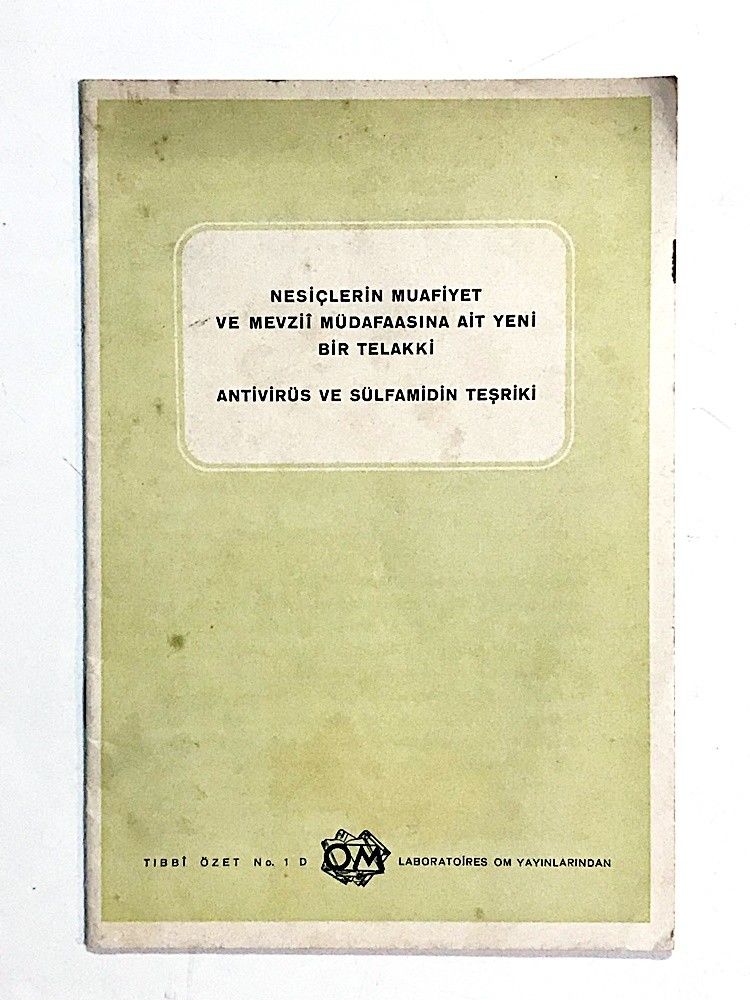 NESİÇLERİN MUAFİYET
VE MEVZİÎ MÜDAFAASINA AİT YENİ
BİR TELAKKİ
ANTİVİRÜS VE SÜLFAMİDİN TEŞRİKİ
TIBBÎ ÖZET No. 1 D OM LABORATOİRES OM YAYINLARINDAN